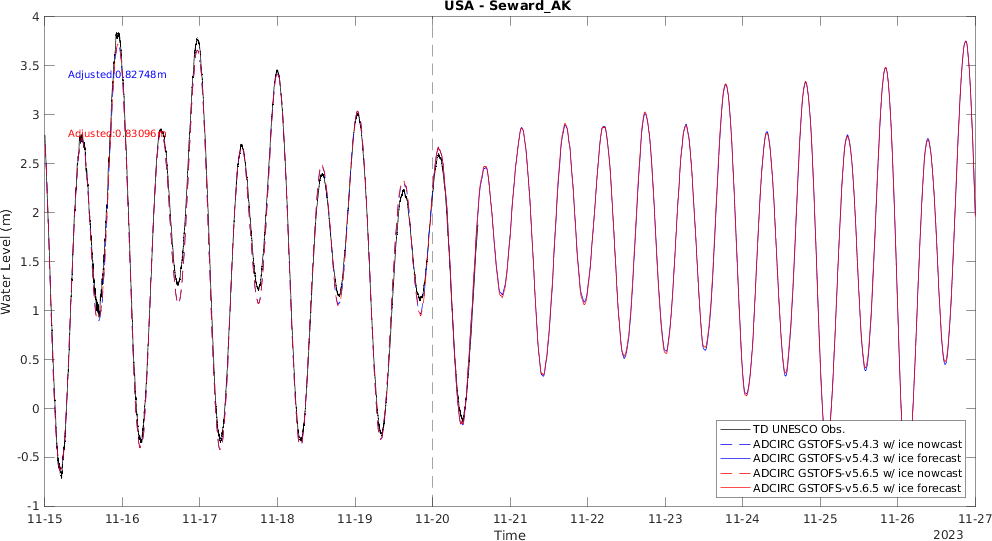 USA - Seward_AK
4
3.5
3
2.5
2
1.5
1
0.5
0
-0.5
-1
Water Level (m)
Adjusted:0.82748m
Adjusted:0.83096m
TD UNESCO Obs.
ADCIRC GSTOFS-v5.4.3 w/ ice nowcast
ADCIRC GSTOFS-v5.4.3 w/ ice forecast
ADCIRC GSTOFS-v5.6.5 w/ ice nowcast
ADCIRC GSTOFS-v5.6.5 w/ ice forecast
11-15 11-16 11-17 11-18 11-19 11-20 11-21 11-22 11-23 11-24 11-25 11-26 11-27
Time
2023